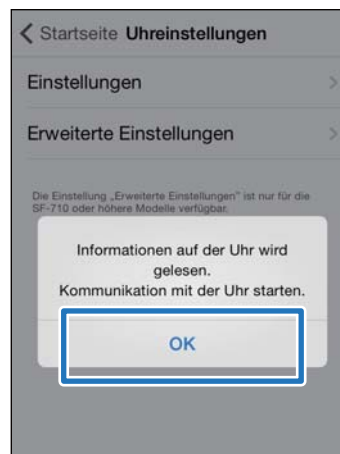 Startseite Uhreinstellungen
Einstellungen
Erweiterte Einstellungen
Die Einstellung „Erweiterte Einstellungen" ist nur für die
SF-710 oder höhere Modelle verfügbar.
Informationen auf der Uhr wird
gelesen.
Kommunikation mit der Uhr starten.
OK